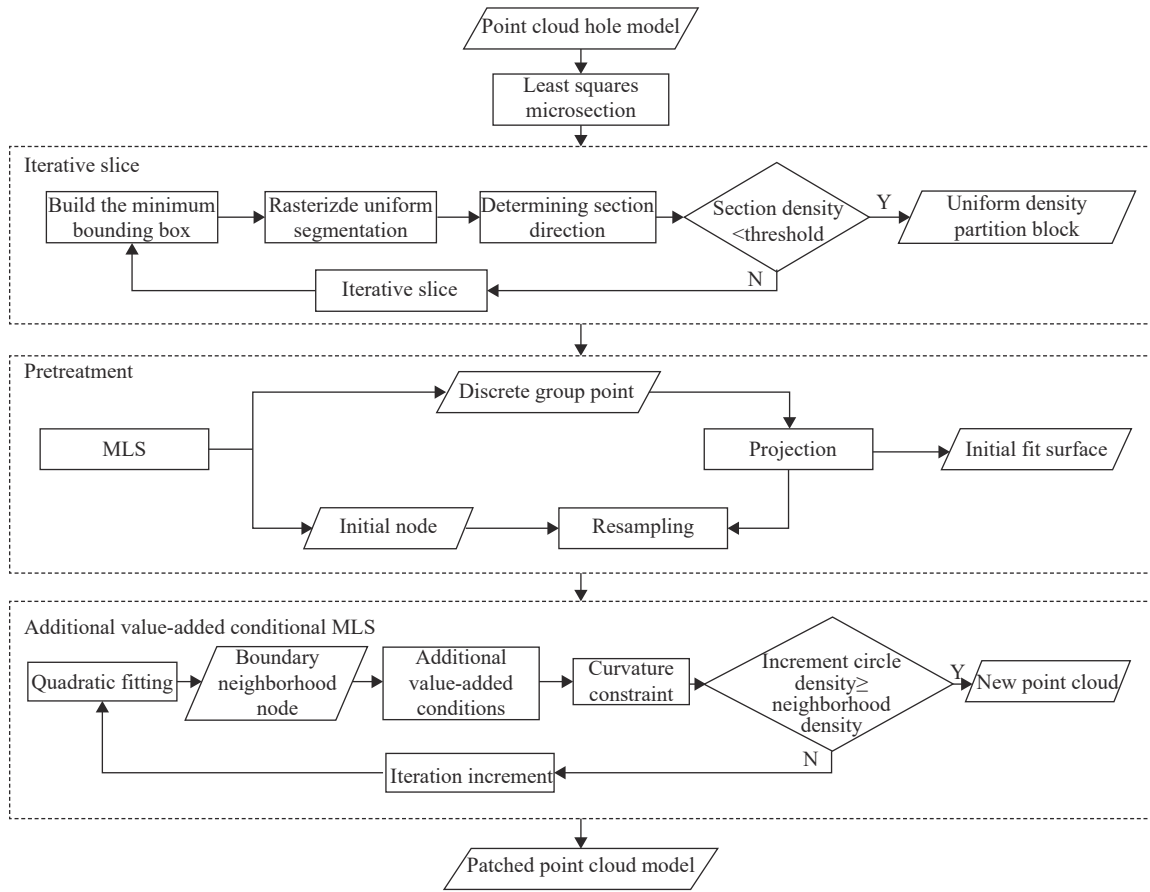 Point cloud hole model
Least squares
microsection
Iterative slice
Build the minimum
bounding box
Rasterizde uniform
segmentation
Determining section
direction
Section density
<threshold
Y
Uniform density
partition block
N
Iterative slice
Pretreatment
Discrete group point
MLS
Projection
Initial fit surface
Initial node
Resampling
Additional value-added conditional MLS
Quadratic fitting
Boundary
neighborhood
node
Additional
value-added
conditions
Curvature
constraint
Increment circle
density≥
neighborhood
density
Y
New point cloud
N
Iteration increment
Patched point cloud model